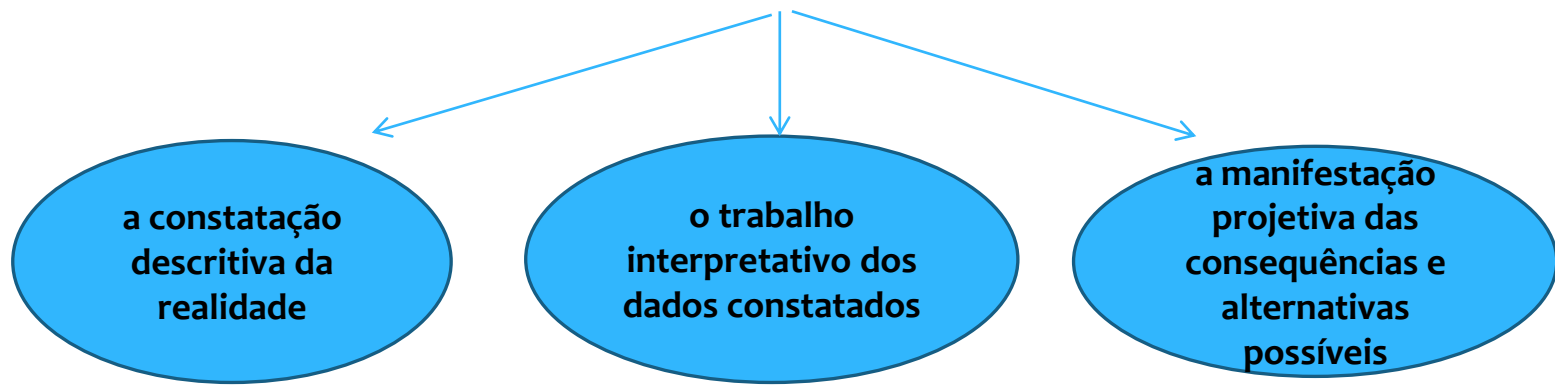 a constatação
descritiva da
realidade
o trabalho
interpretativo dos
dados constatados
a manifestação
projetiva das
consequências e
alternativas
possíveis